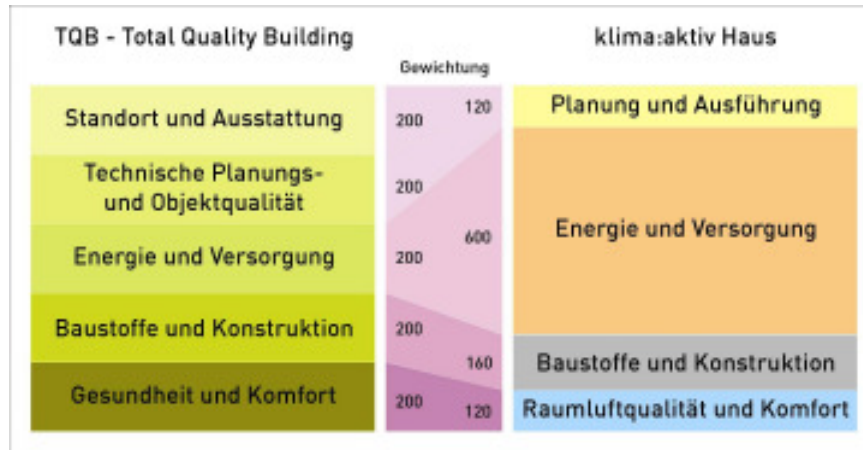 TQB - Total Quality Building
klima:aktiv Haus
Gewichtung
Standort und Ausstattung
200
120
Planung und Ausführung
Technische Planungs-
und Objektqualität
200
Energie und Versorgung
200
600
Energie und Versorgung
Baustoffe und Konstruktion
200
160
Baustoffe und Konstruktion
Gesundheit und Komfort
200
120
Raumluftqualität und Komfort